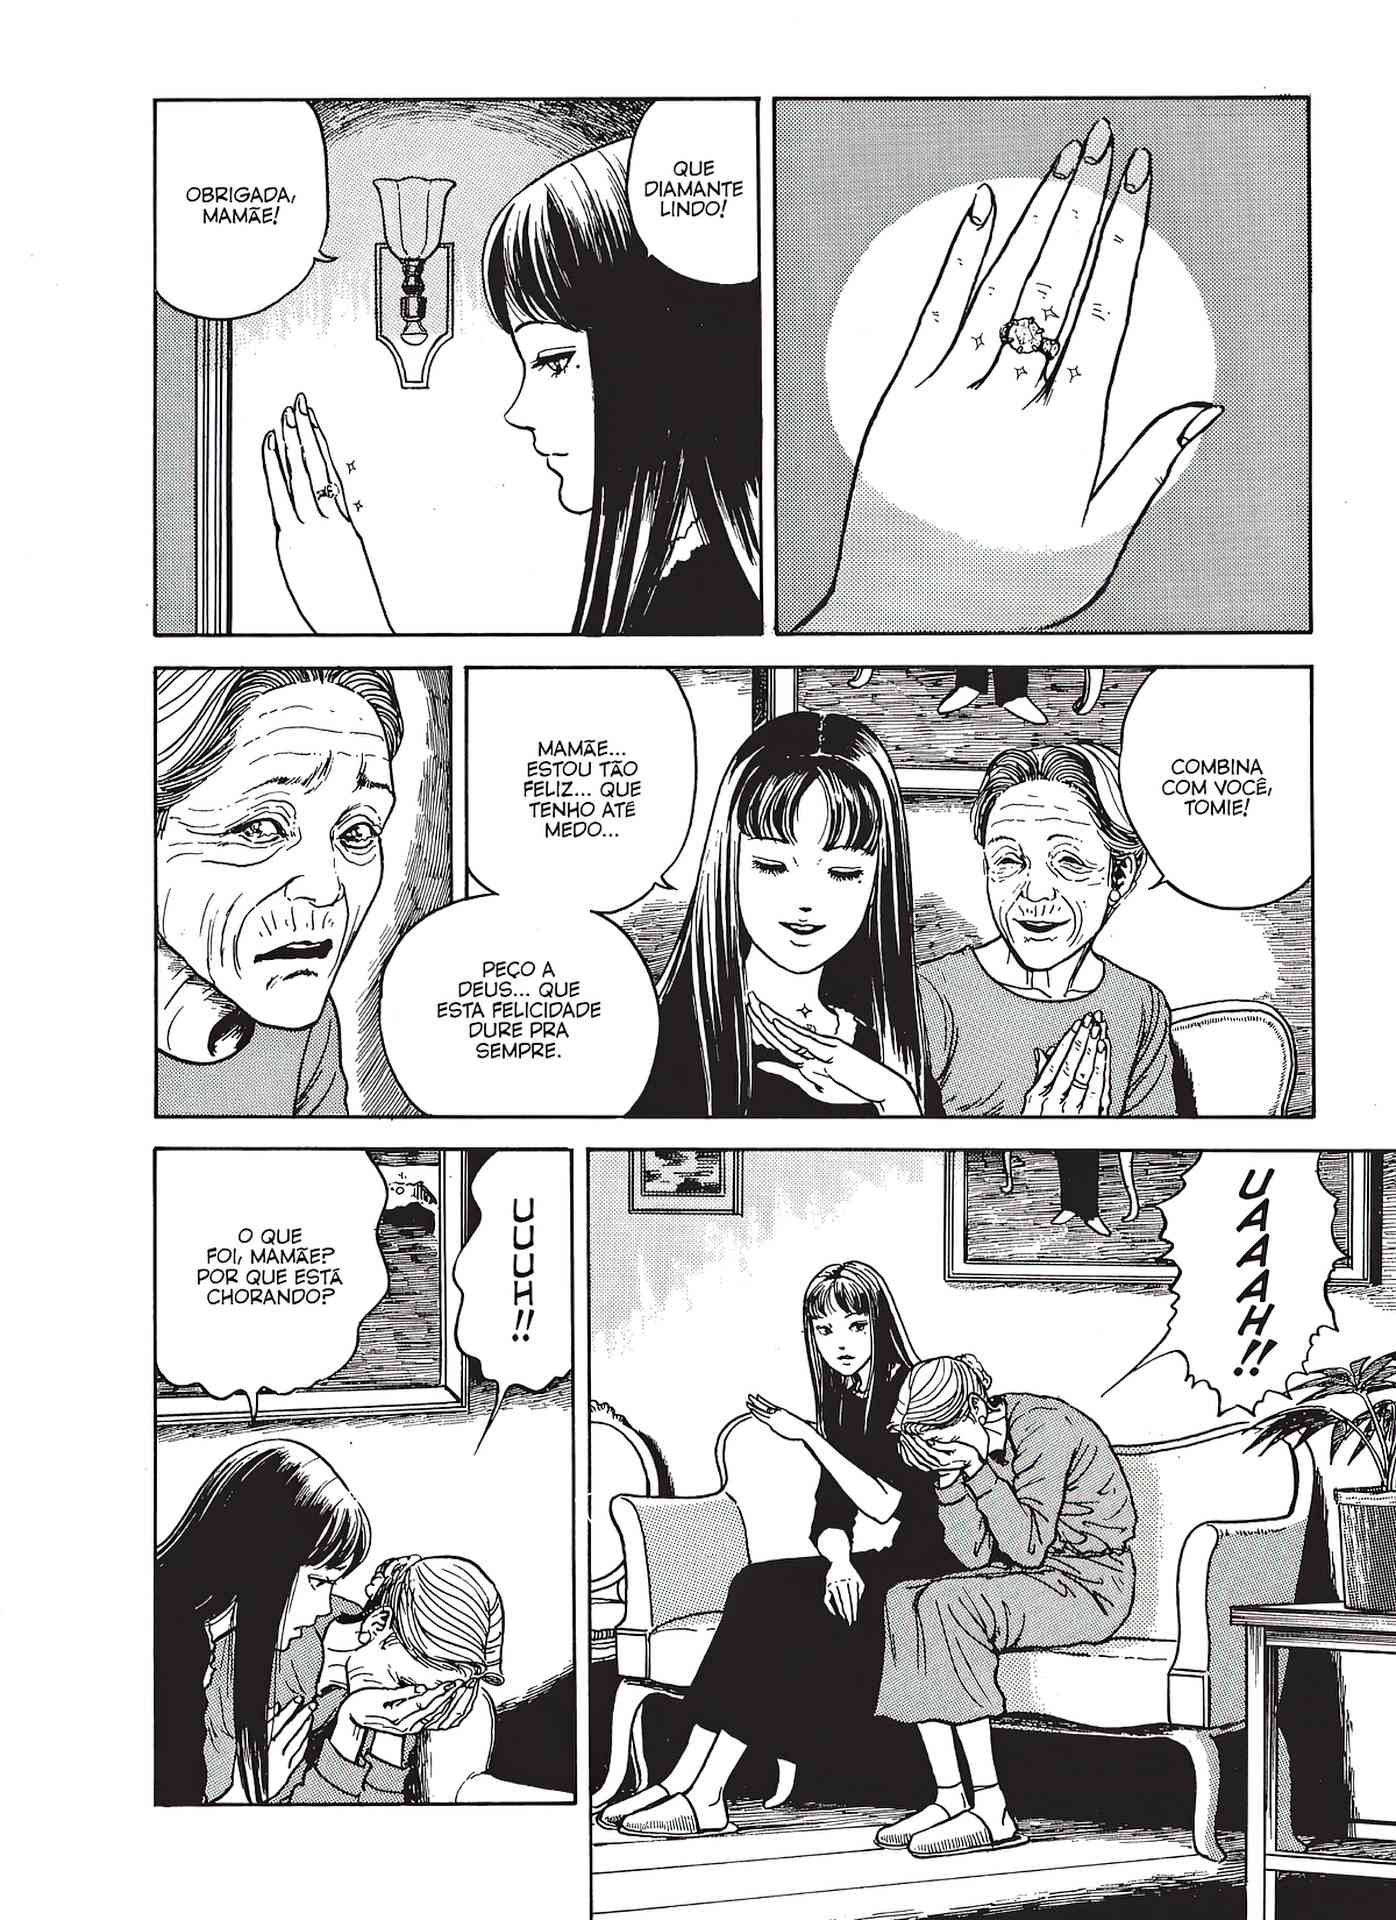 QUE
DIAMANTE
LINDO!
OBRIGADA,
MAMÃE!
COMBINA
COM VOCÊ,
TOMIE!
MAMÃE...
ESTOU TÃO
FELIZ... QUE
TENHO ATÉ
MEDO...
PEÇO A
DEUS... QUE
ESTA FELICIDADE
DURE PRA
SEMPRE.
UAAAH!!
UUUH!!
O QUE
FOI, MAMÃE?
POR QUE ESTÁ
CHORANDO?